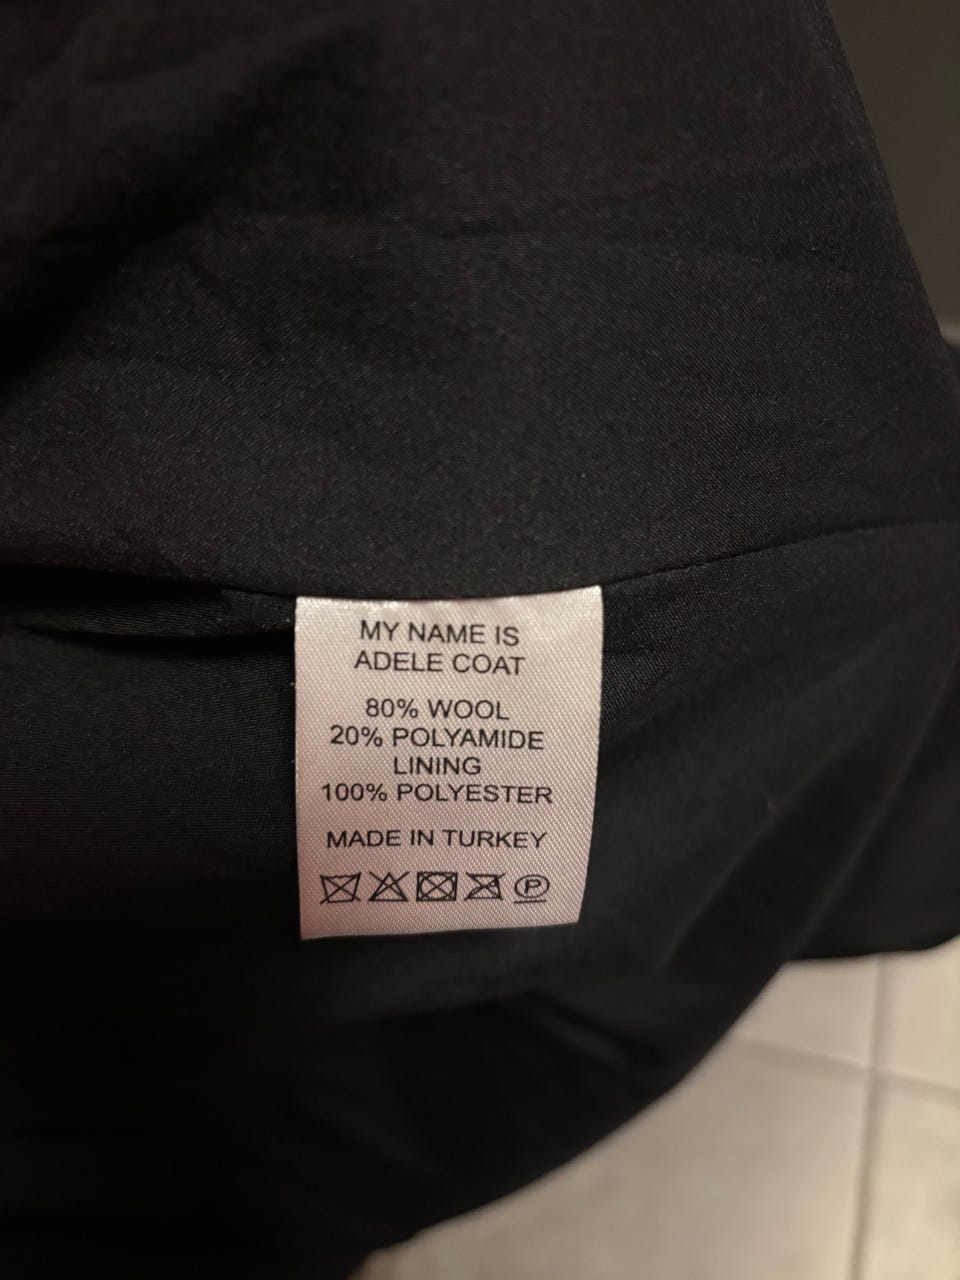 MY NAME IS
ADELE COAT
80% WOOL
20% POLYAMIDE
LINING
100% POLYESTER
MADE IN TURKEY
P